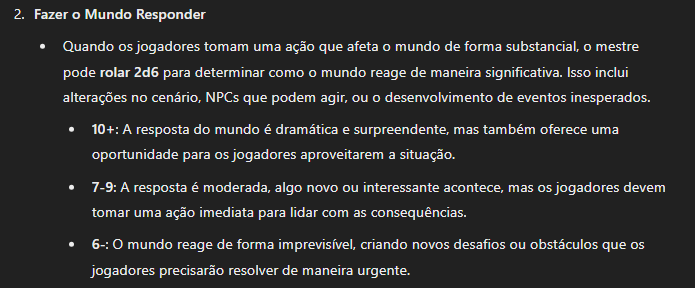 2. Fazer o Mundo Responder
• Quando os jogadores tomam uma ação que afeta o mundo de forma substancial, o mestre
pode rolar 2d6 para determinar como o mundo reage de maneira significativa. Isso inclui
alterações no cenário, NPCs que podem agir, ou o desenvolvimento de eventos inesperados.
• 10+: A resposta do mundo é dramática e surpreendente, mas também oferece uma
oportunidade para os jogadores aproveitarem a situação.
• 7-9: A resposta é moderada, algo novo ou interessante acontece, mas os jogadores devem
tomar uma ação imediata para lidar com as consequências.
• 6-: O mundo reage de forma imprevisível, criando novos desafios ou obstáculos que os
jogadores precisarão resolver de maneira urgente.